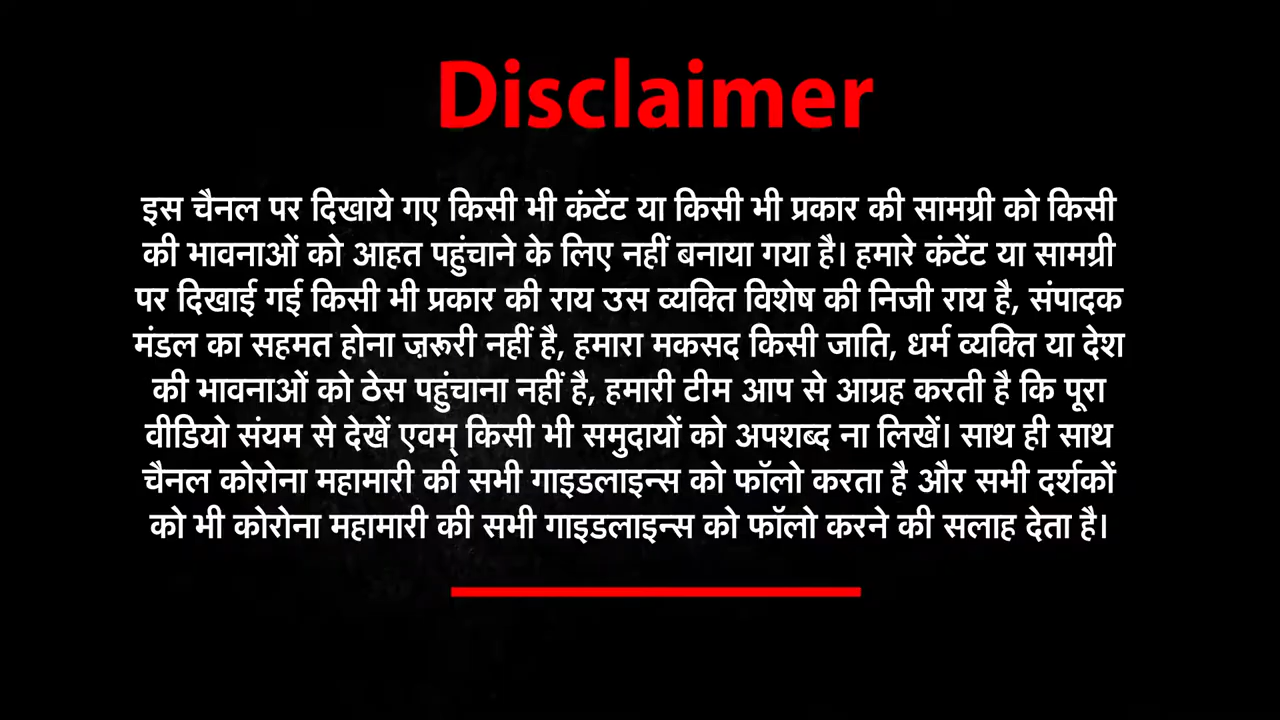 Disclaimer
इस चैनल पर दिखाये गए किसी भी कंटेंट या किसी भी प्रकार की सामग्री को किसी
की भावनाओं को आहत पहुंचाने के लिए नहीं बनाया गया है। हमारे कंटेंट या सामग्री
पर दिखाई गई किसी भी प्रकार की राय उस व्यक्ति विशेष की निजी राय है, संपादक
मंडल का सहमत होना ज़रूरी नहीं है, हमारा मकसद किसी जाति, धर्म व्यक्ति या देश
की भावनाओं को ठेस पहुंचाना नहीं है, हमारी टीम आप से आग्रह करती है कि पूरा
वीडियो संयम से देखें एवम् किसी भी समुदायों को अपशब्द ना लिखें। साथ ही साथ
चैनल कोरोना महामारी की सभी गाइडलाइन्स को फॉलो करता है और सभी दर्शकों
को भी कोरोना महामारी की सभी गाइडलाइन्स को फॉलो करने की सलाह देता है।